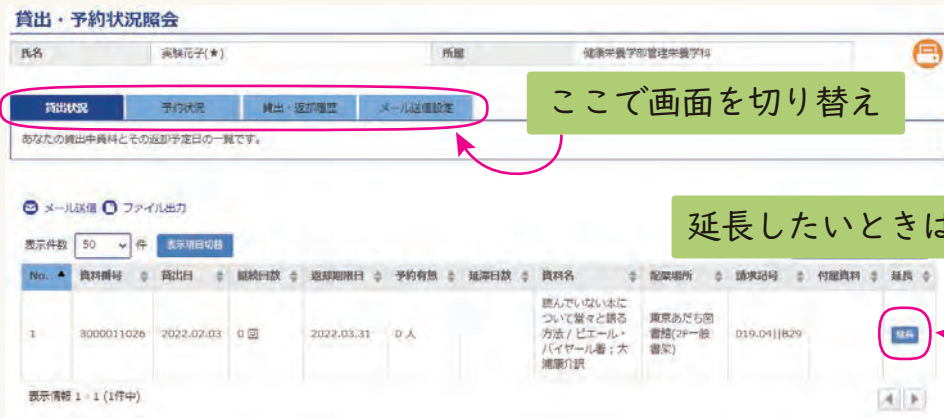 貸出・予約状況照会
氏名 実験花子(★) 所属 健康栄養学部管理栄養学科
貸出状況 予約状況 貸出・返却履歴 メール送信設定
ここで画面を切り替え
あなたの貸出中資料とその返却予定日の一覧です。
メール送信 ファイル出力
延長したいときは
表示件数 50 件 表示項目切替
No. 資料番号 貸出日 継続回数 返却期限日 予約有無 延滞日数 資料名 配架場所 請求記号 付属資料 延長
読んでいない本に
ついて堂々と語る
方法 / ピエール・
バイヤール著 ; 大
浦康介訳
1 3000011026 2022.02.03 0 回 2022.03.31 0 人
東京あだち図
書館(2F一般
書架)
019.04||B29
延長
表示情報 1 - 1 (1件中)